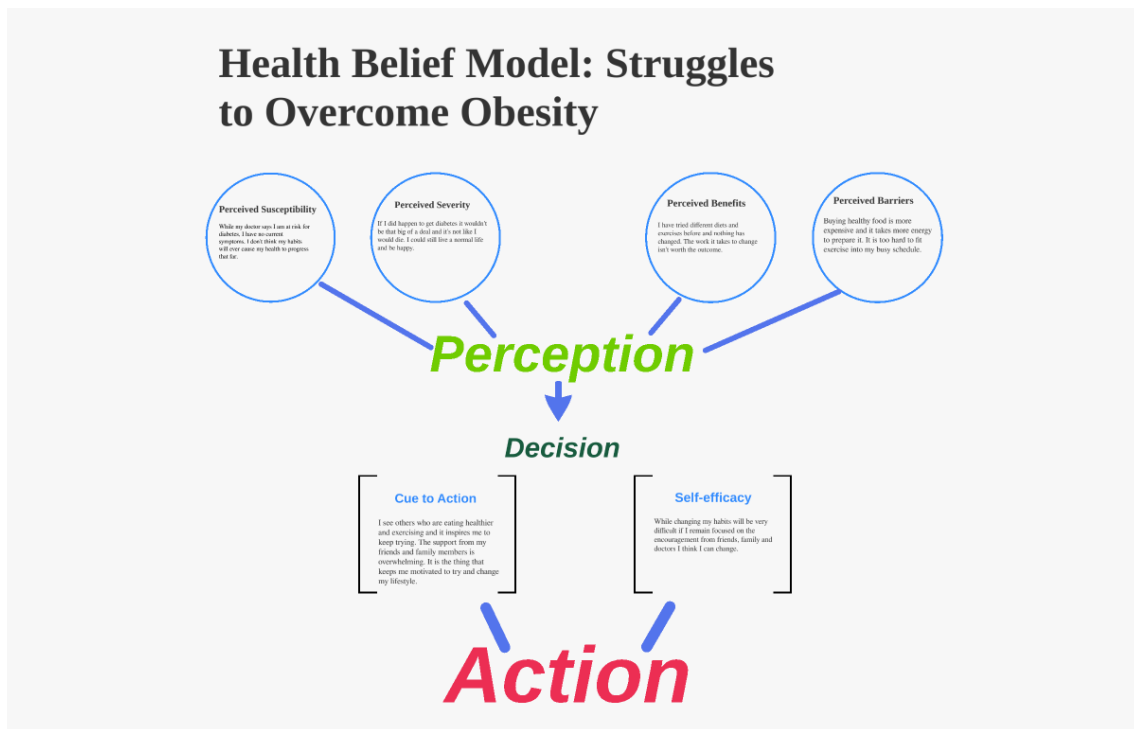 Health Belief Model: Struggles
to Overcome Obesity
Perceived Susceptibility
While my doctor says I am at risk for
diabetes, I have no current
symptoms. I don't think my habits
will ever cause my health to progress
that far.
Perceived Severity
If I did happen to get diabetes it wouldn't
be that big of a deal and it's not like I
would die. I could still live a normal life
and be happy.
Perceived Benefits
I have tried different diets and
exercises before and nothing has
changed. The work it takes to change
isn't worth the outcome.
Perceived Barriers
Buying healthy food is more
expensive and it takes more energy
to prepare it. It is too hard to fit
exercise into my busy schedule.
Perception
Decision
Cue to Action
I see others who are eating healthier
and exercising and it inspires me to
keep trying. The support from my
friends and family members is
overwhelming. It is the thing that
keeps me motivated to try and change
my lifestyle.
Self-efficacy
While changing my habits will be very
difficult if I remain focused on the
encouragement from friends, family and
doctors I think I can change.
Action